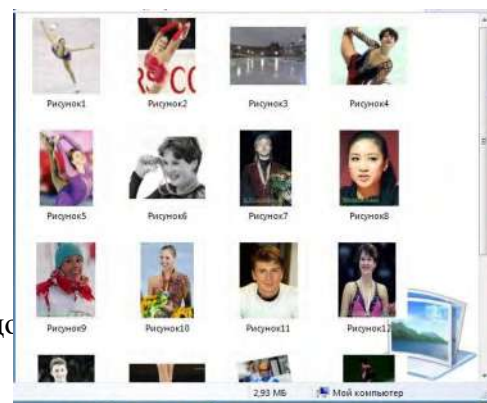 Рисунок1 Рисунок2 Рисунок3 Рисунок4
Рисунок5 Рисунок6 Рисунок7 Рисунок8
Рисунок9 Рисунок10 Рисунок11 Рисунок12
2,93 МБ Мой компьютер